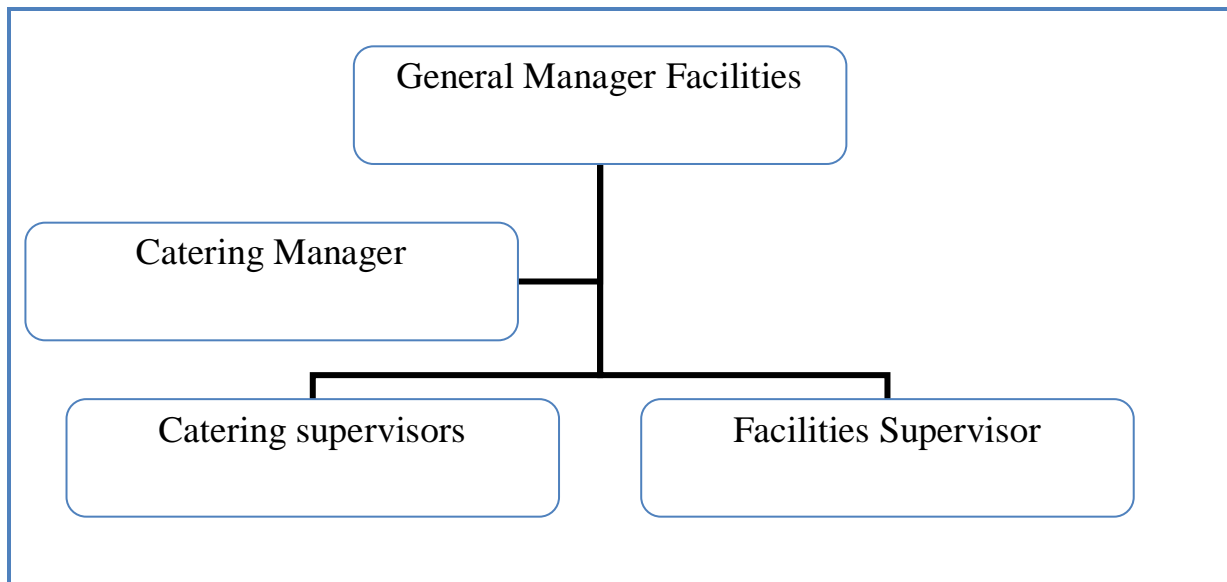 General Manager Facilities
Catering Manager
Catering supervisors
Facilities Supervisor